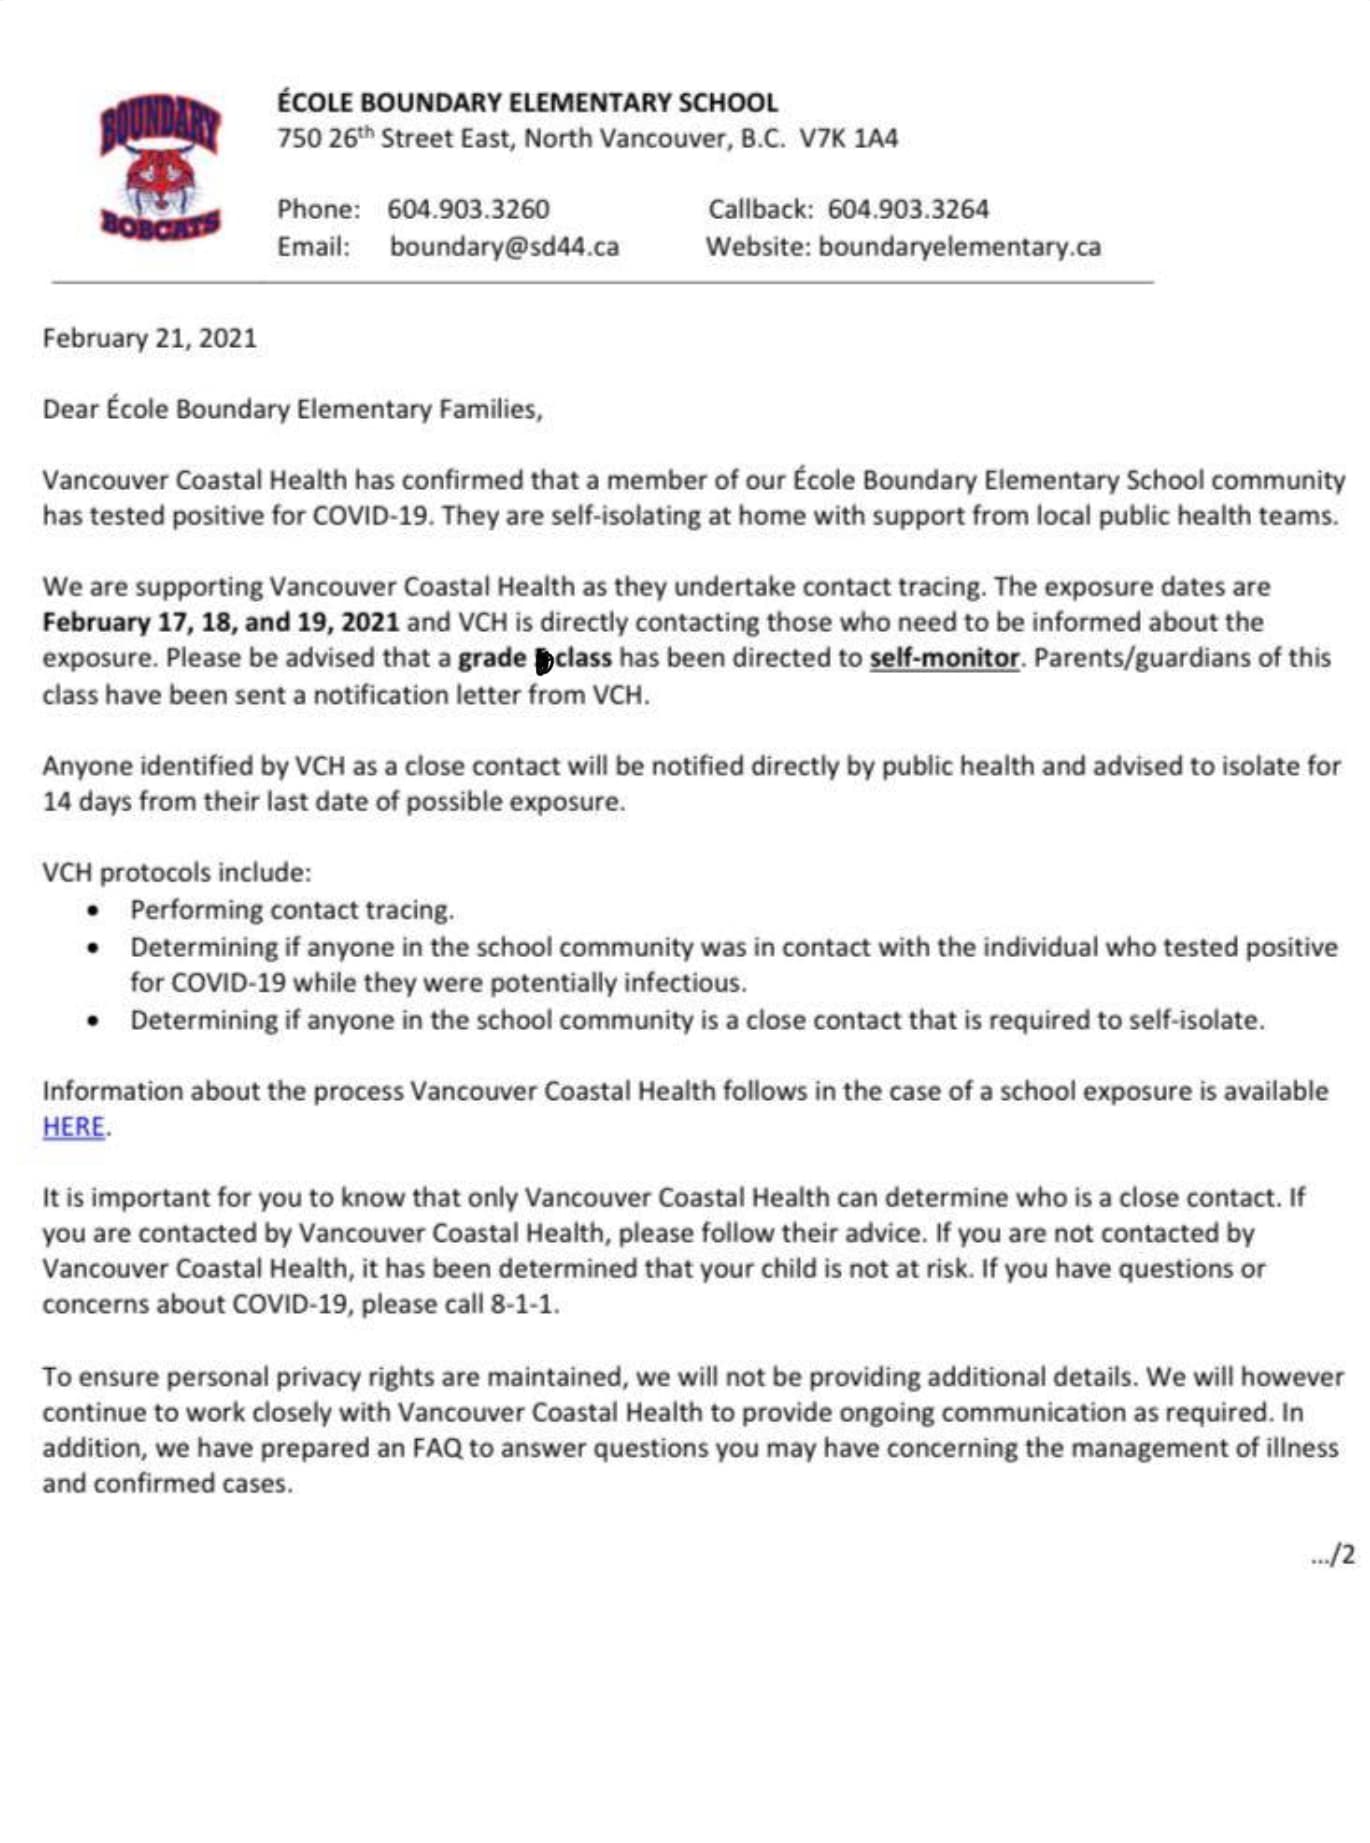 BOUNDARY
BOBCATS
ÉCOLE BOUNDARY ELEMENTARY SCHOOL
750 26th Street East, North Vancouver, B.C. V7K 1A4
Phone: 604.903.3260 Callback: 604.903.3264
Email: boundary@sd44.ca Website: boundaryelementary.ca
February 21, 2021
Dear École Boundary Elementary Families,
Vancouver Coastal Health has confirmed that a member of our École Boundary Elementary School community
has tested positive for COVID-19. They are self-isolating at home with support from local public health teams.
We are supporting Vancouver Coastal Health as they undertake contact tracing. The exposure dates are
February 17, 18, and 19, 2021 and VCH is directly contacting those who need to be informed about the
exposure. Please be advised that a grade class has been directed to self-monitor. Parents/guardians of this
class have been sent a notification letter from VCH.
Anyone identified by VCH as a close contact will be notified directly by public health and advised to isolate for
14 days from their last date of possible exposure.
VCH protocols include:
• Performing contact tracing.
• Determining if anyone in the school community was in contact with the individual who tested positive
for COVID-19 while they were potentially infectious.
• Determining if anyone in the school community is a close contact that is required to self-isolate.
Information about the process Vancouver Coastal Health follows in the case of a school exposure is available
HERE.
It is important for you to know that only Vancouver Coastal Health can determine who is a close contact. If
you are contacted by Vancouver Coastal Health, please follow their advice. If you are not contacted by
Vancouver Coastal Health, it has been determined that your child is not at risk. If you have questions or
concerns about COVID-19, please call 8-1-1.
To ensure personal privacy rights are maintained, we will not be providing additional details. We will however
continue to work closely with Vancouver Coastal Health to provide ongoing communication as required. In
addition, we have prepared an FAQ to answer questions you may have concerning the management of illness
and confirmed cases.
.../2